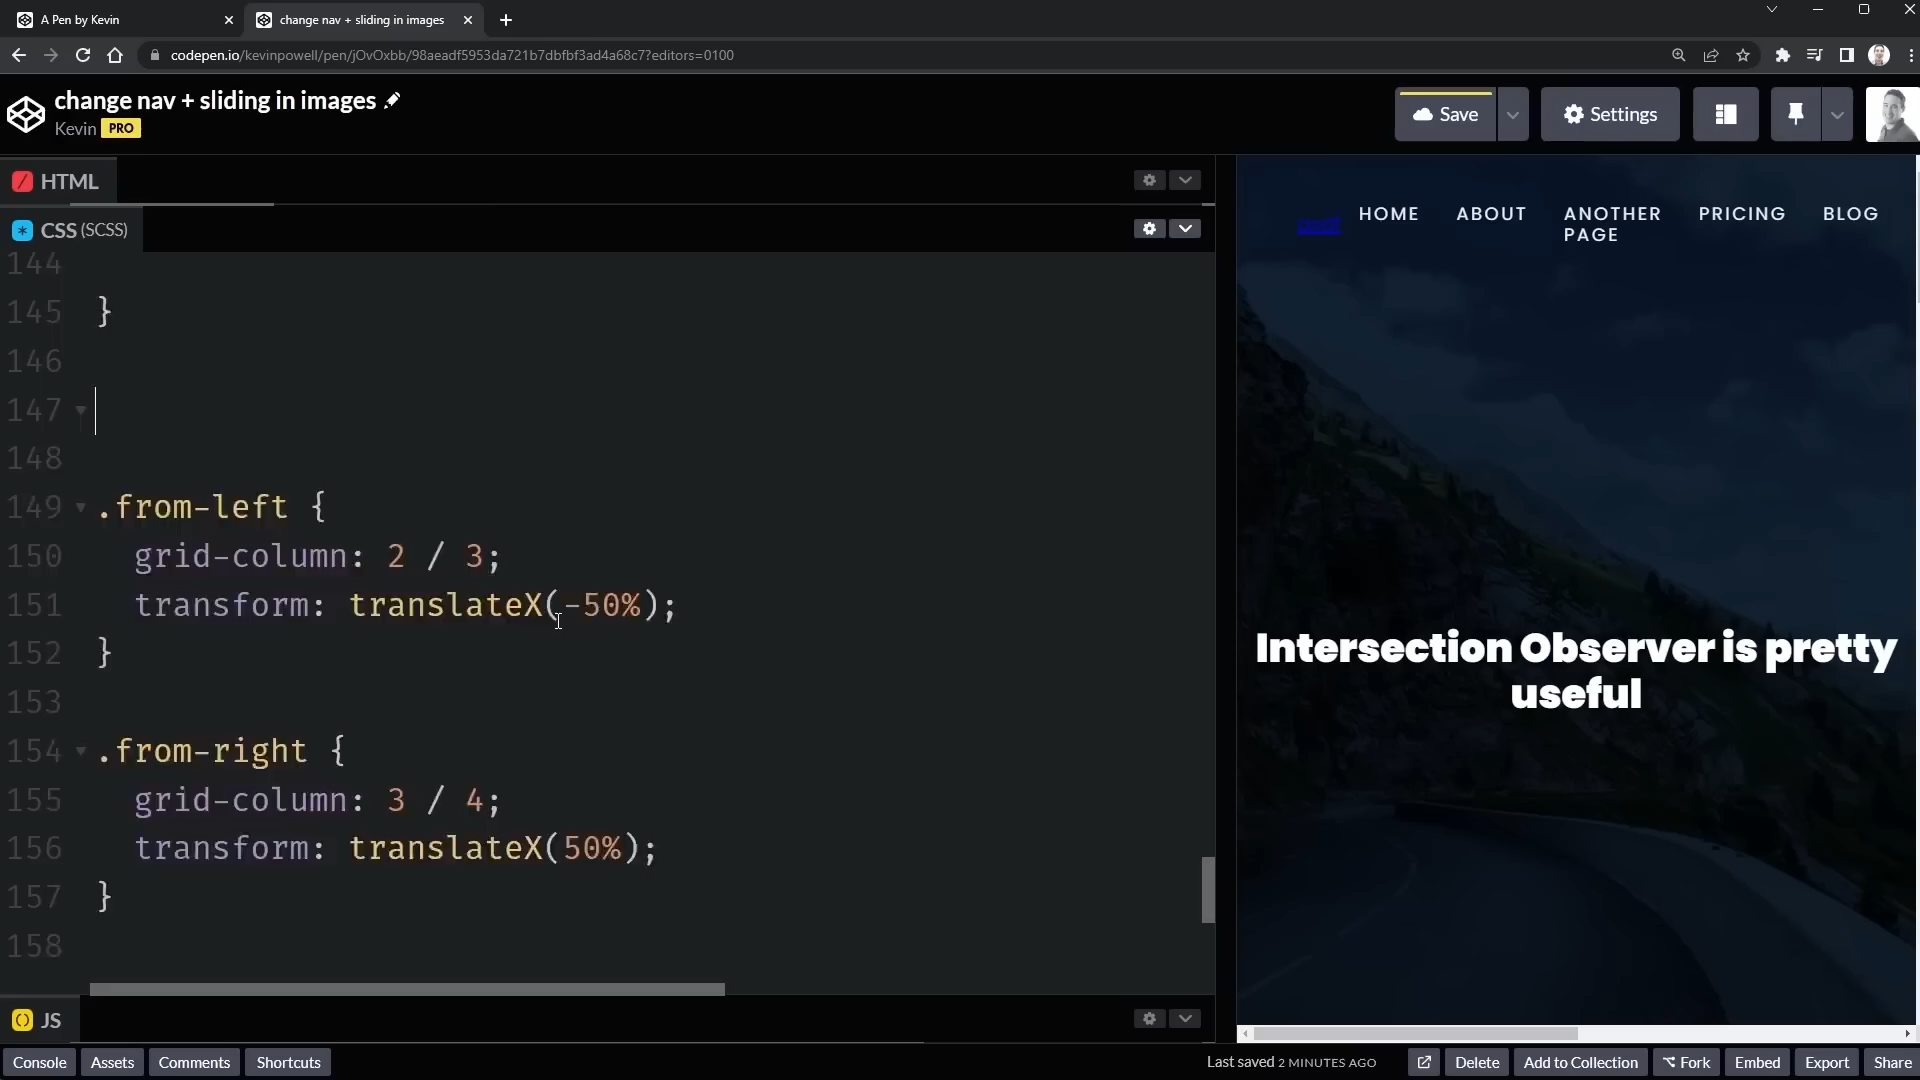 A Pen by Kevin
change nav + sliding in images
codepen.io/kevinpowell/pen/jOvOxbb/98aeadf5953da721b7dbfbf3ad4a68c7?editors=0100
change nav + sliding in images
Kevin PRO
Save
Settings
HTML
CSS (SCSS)
144
145 }
146
147
148
149 .from-left {
150 grid-column: 2 / 3;
151 transform: translateX(-50%);
152 }
153
154 .from-right {
155 grid-column: 3 / 4;
156 transform: translateX(50%);
157 }
158
JS
HOME ABOUT ANOTHER PAGE PRICING BLOG
Intersection Observer is pretty
useful
Console Assets Comments Shortcuts
Last saved 2 MINUTES AGO
Delete Add to Collection Fork Embed Export Share